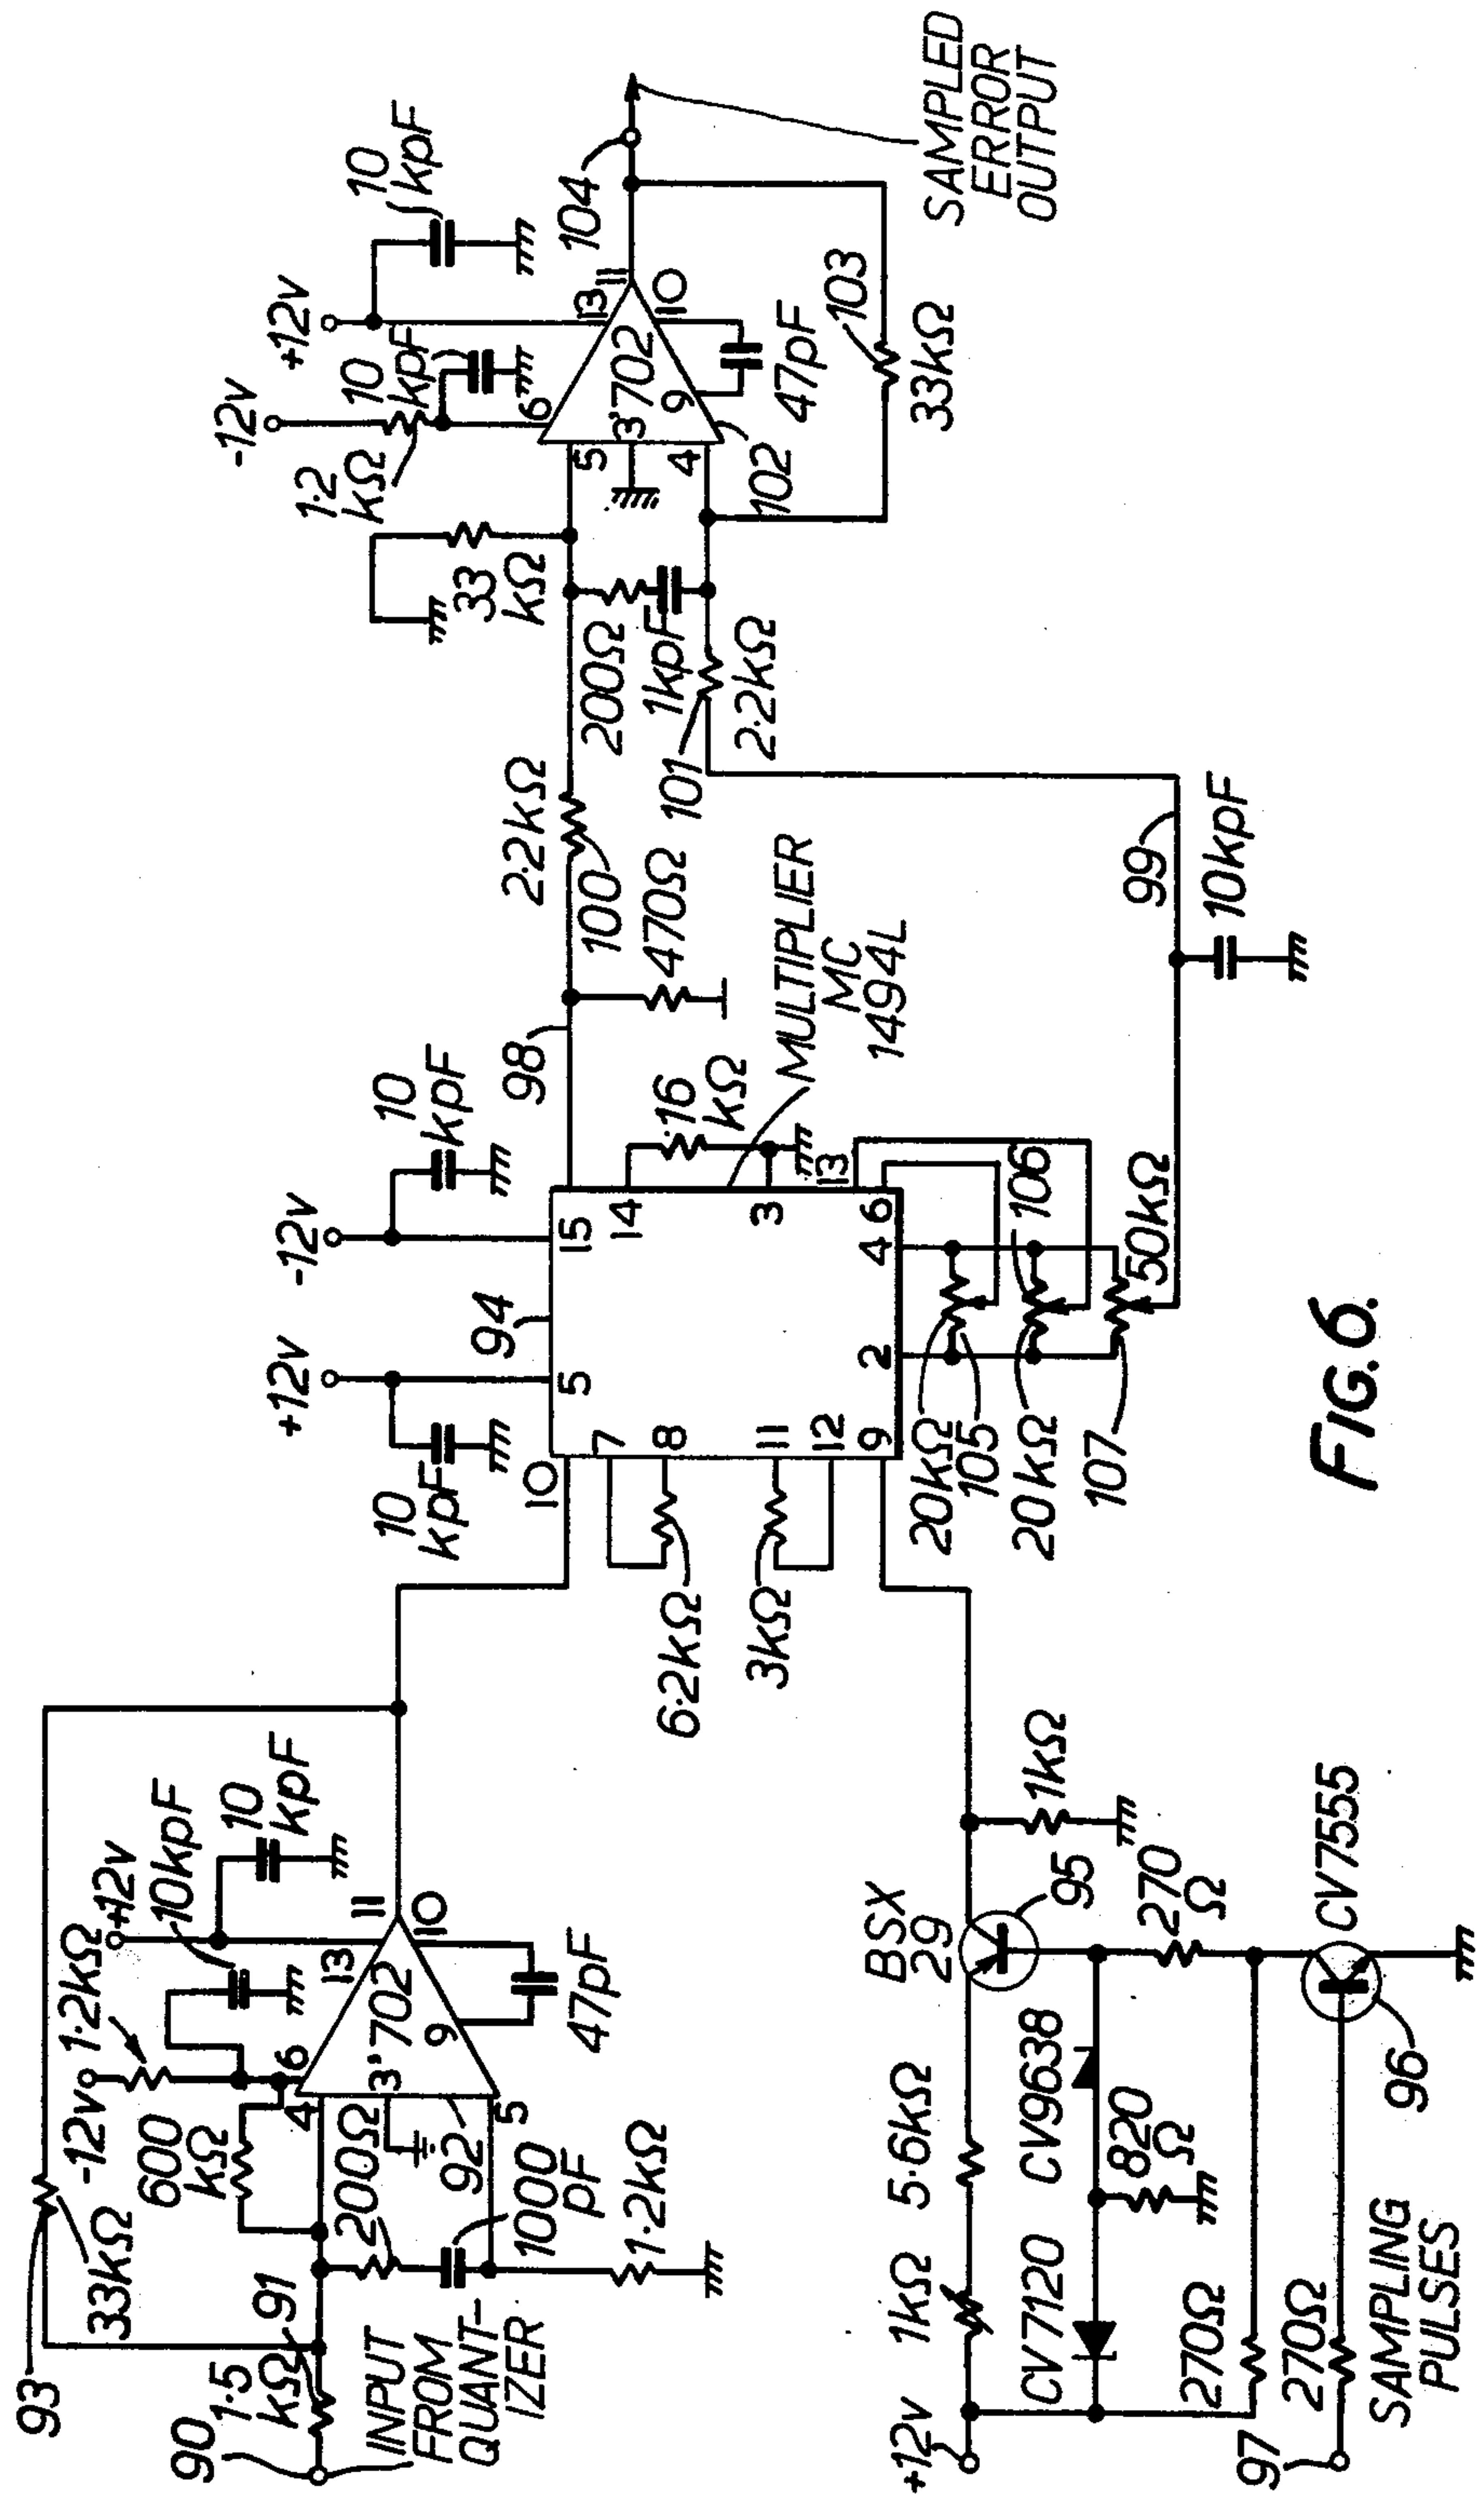 93
33kΩ
-12v
1·2kΩ
+12v
10kpF
10
kpF
600
kΩ
90
1·5
kΩ
91
INPUT
FROM
QUANT-
IZER
200Ω
4
6
13
11
3'
702
9
10
5
92
47pF
1000
pF
1·2kΩ
+12v
-12v
10
kpF
10
kpF
94
5
15
10
7
8
11
12
9
2
4
6
13
3
14
6·2kΩ
3kΩ
·16
kΩ
MULTIPLIER
MC
1494L
20kΩ
105
20kΩ
106
107
50kΩ
98
470Ω
2·2kΩ
100
99
10kpF
200Ω
1kpF
101
2·2kΩ
33
kΩ
1·2
kΩ
-12v
10
kpF
+12v
10
kpF
5
3'
4
6
702
13
11
9
10
102
47pF
103
33kΩ
104
SAMPLED
ERROR
OUTPUT
+12v
1kΩ
5·6kΩ
BSX
29
95
1kΩ
CV7120
CV9638
820
Ω
270
Ω
270Ω
97
270Ω
CV7555
96
SAMPLING
PULSES
FIG.6.